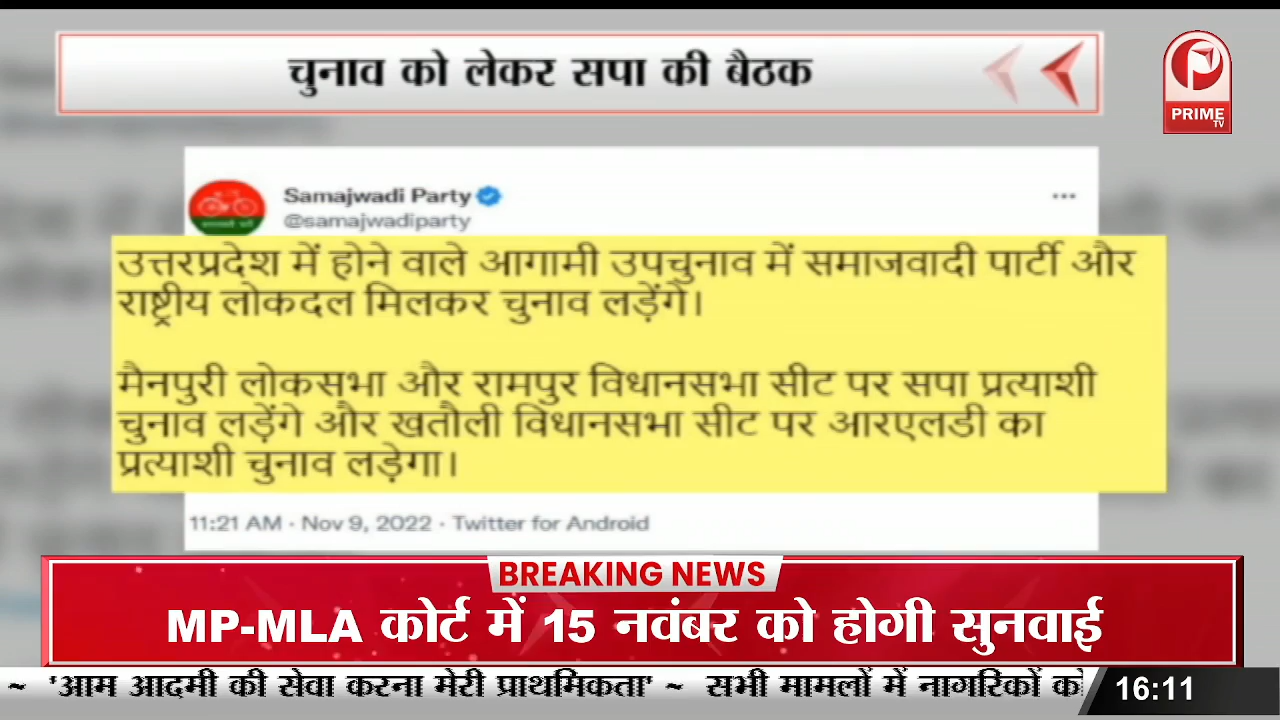 चुनाव को लेकर सपा की बैठक
PRIME
TV
Samajwadi Party
@samajwadiparty
उत्तरप्रदेश में होने वाले आगामी उपचुनाव में समाजवादी पार्टी और
राष्ट्रीय लोकदल मिलकर चुनाव लड़ेंगे।
मैनपुरी लोकसभा और रामपुर विधानसभा सीट पर सपा प्रत्याशी
चुनाव लड़ेंगे और खतौली विधानसभा सीट पर आरएलडी का
प्रत्याशी चुनाव लड़ेगा।
11:21 AM · Nov 9, 2022 · Twitter for Android
BREAKING NEWS
MP-MLA कोर्ट में 15 नवंबर को होगी सुनवाई
~ 'आम आदमी की सेवा करना मेरी प्राथमिकता' ~ सभी मामलों में नागरिकों को
16:11